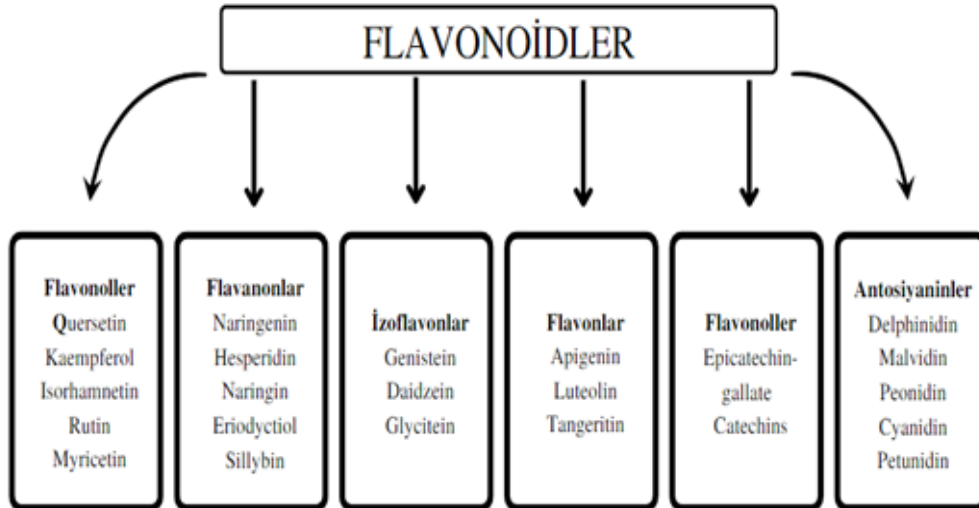 FLAVONOİDLER
Flavonoller
Quersetin
Kaempferol
Isorhamnetin
Rutin
Myricetin
Flavanonlar
Naringenin
Hesperidin
Naringin
Eriodyctiol
Sillybin
İzoflavonlar
Genistein
Daidzein
Glycitein
Flavonlar
Apigenin
Luteolin
Tangeritin
Flavonoller
Epicatechin-
gallate
Catechins
Antosiyaninler
Delphinidin
Malvidin
Peonidin
Cyanidin
Petunidin